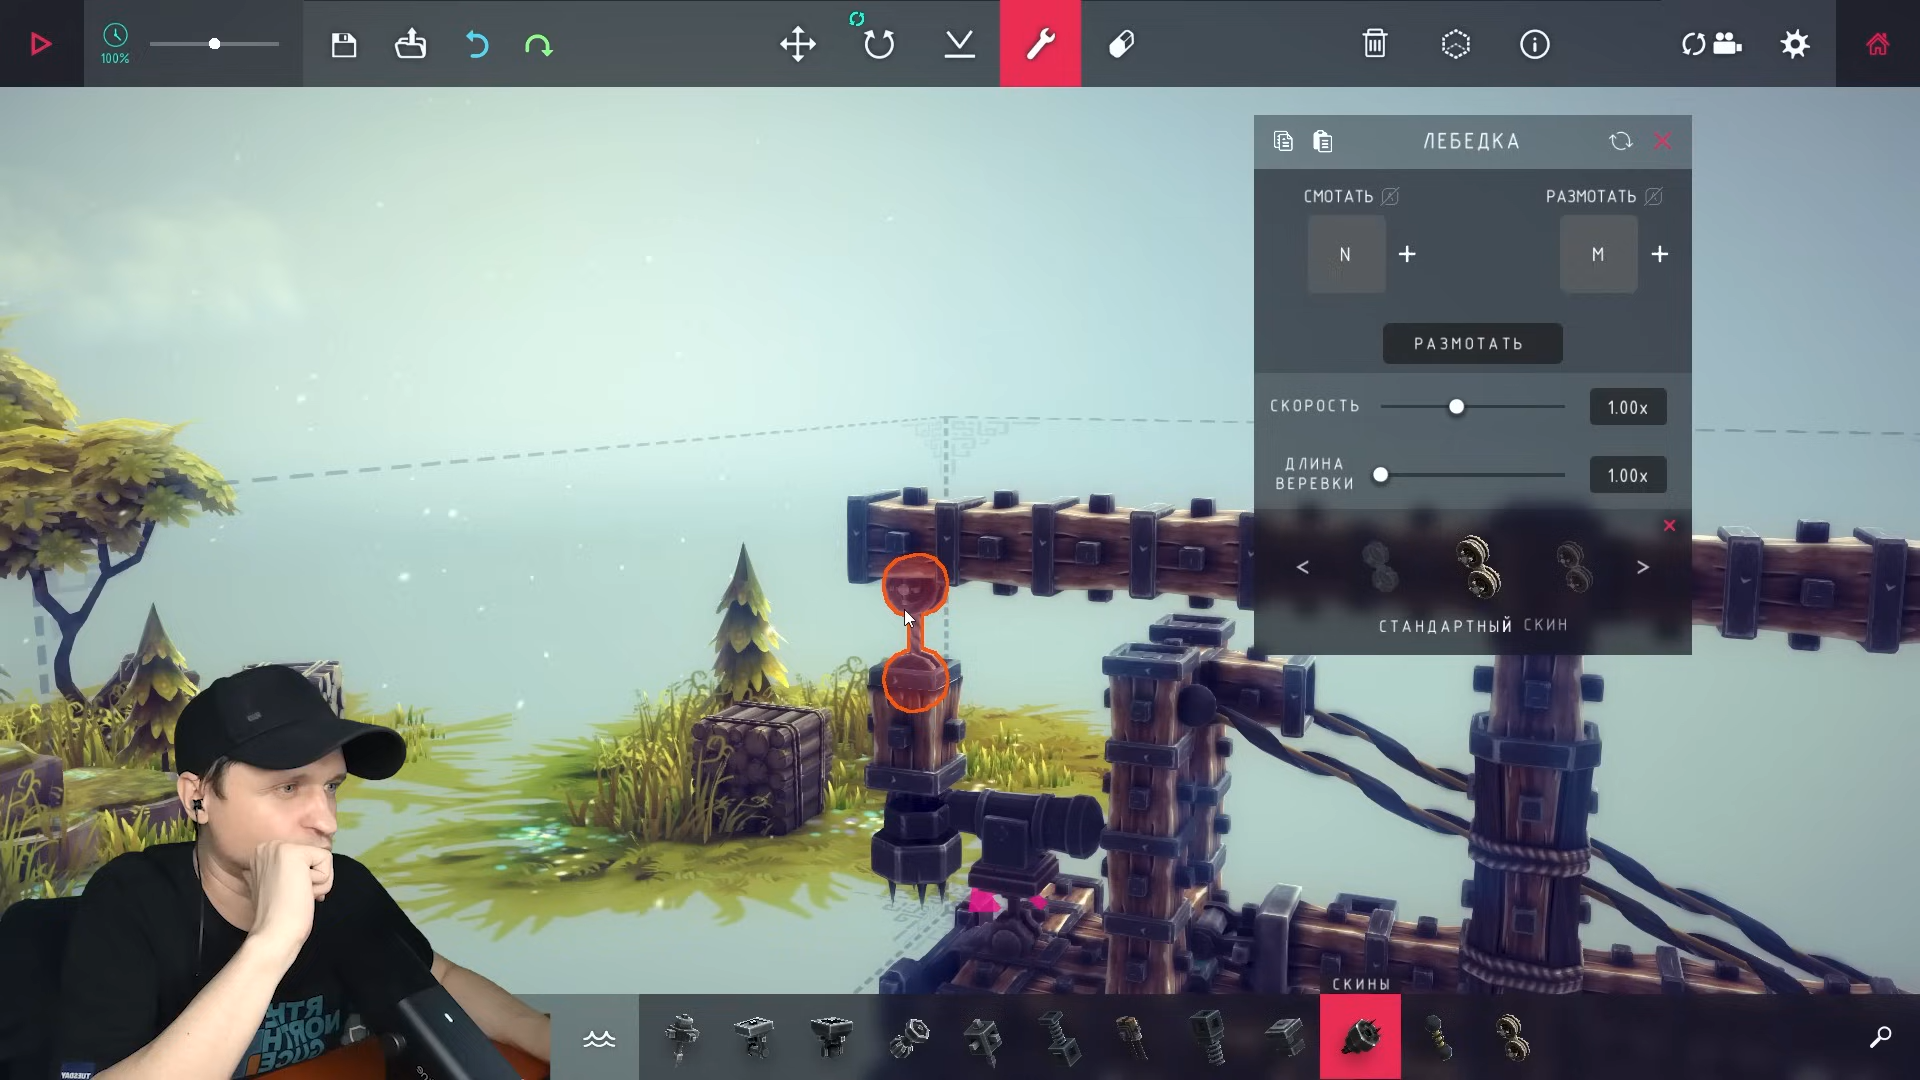 100%
ЛЕБЕДКА
СМОТАТЬ
РАЗМОТАТЬ
N
M
РАЗМОТАТЬ
СКОРОСТЬ
1.00x
ДЛИНА
ВЕРЕВКИ
1.00x
СТАНДАРТНЫЙ СКИН
СКИНЫ